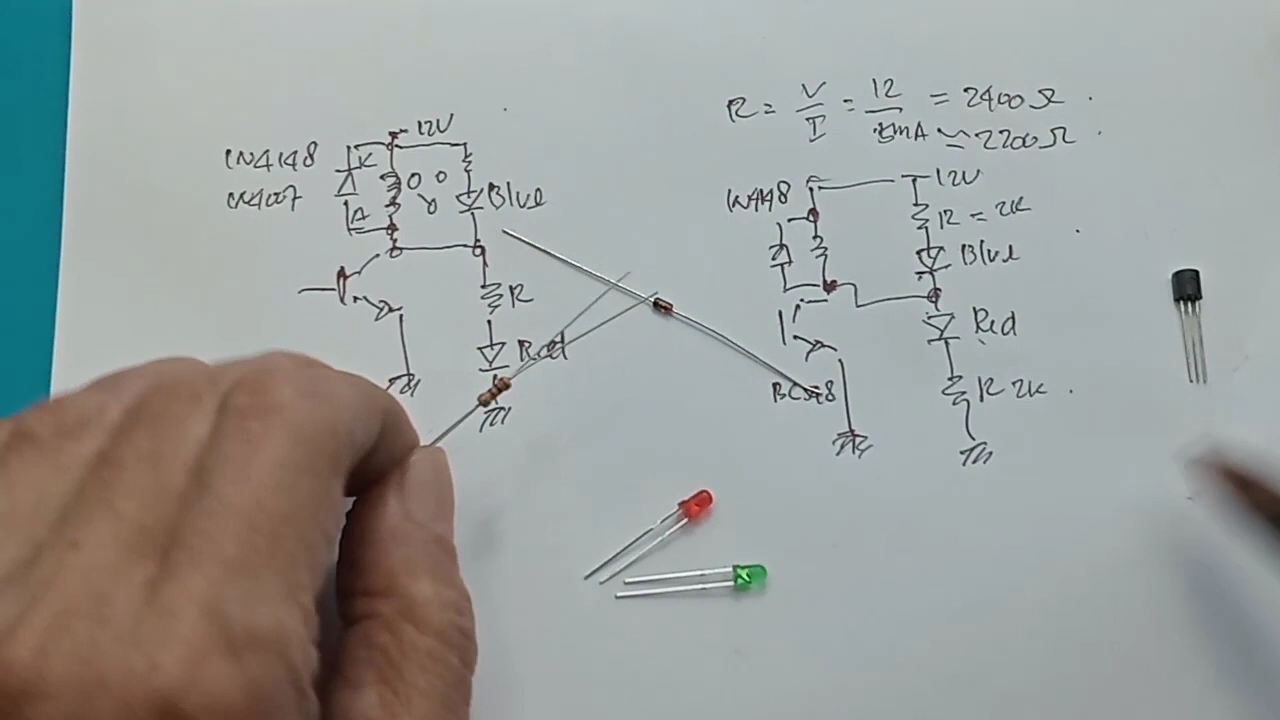 12V
1N4148
1N4007
K
A
Blue
R
Red
R = V/I = 12/5mA = 2400Ω
≃ 2200Ω
1N4148
12V
R = 2K
Blue
Red
BC548
R 2K